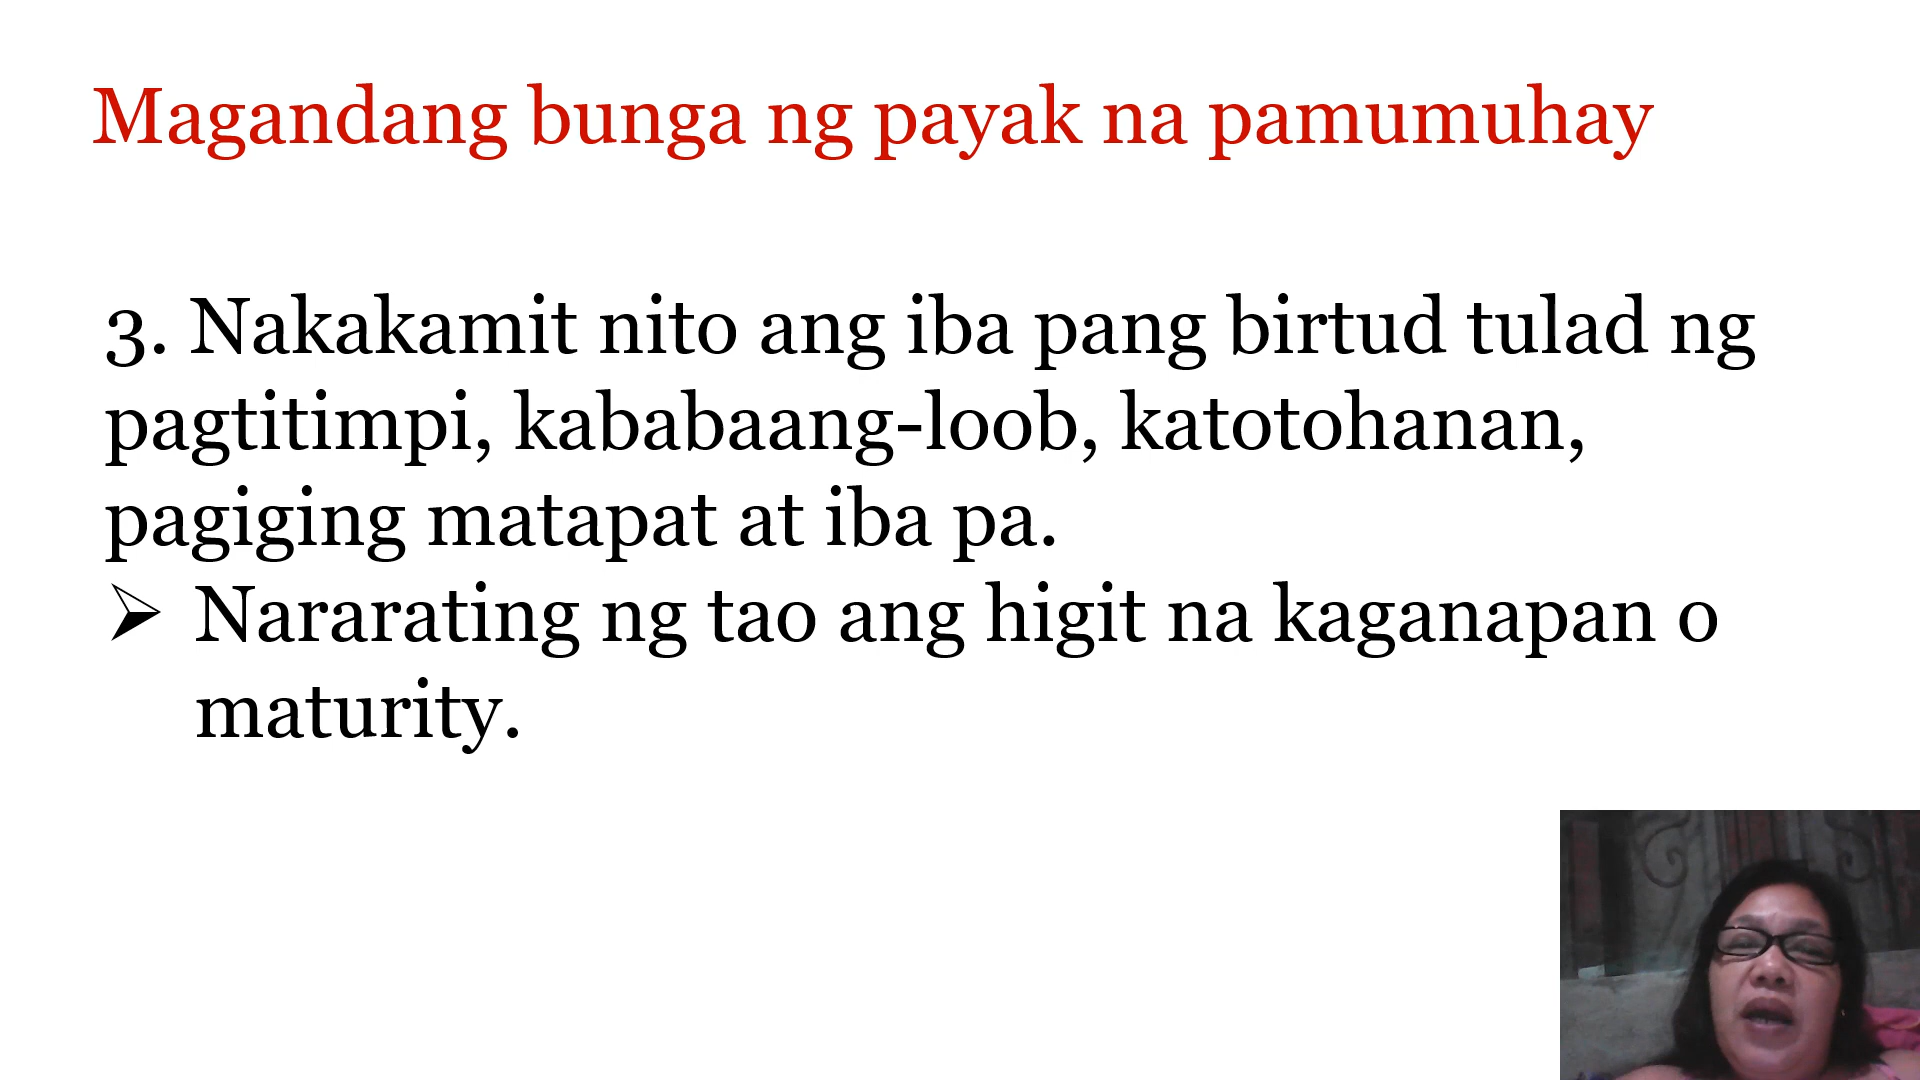 Magandang bunga ng payak na pamumuhay
3. Nakakamit nito ang iba pang birtud tulad ng
pagtitimpi, kababaang-loob, katotohanan,
pagiging matapat at iba pa.
➢ Nararating ng tao ang higit na kaganapan o
maturity.